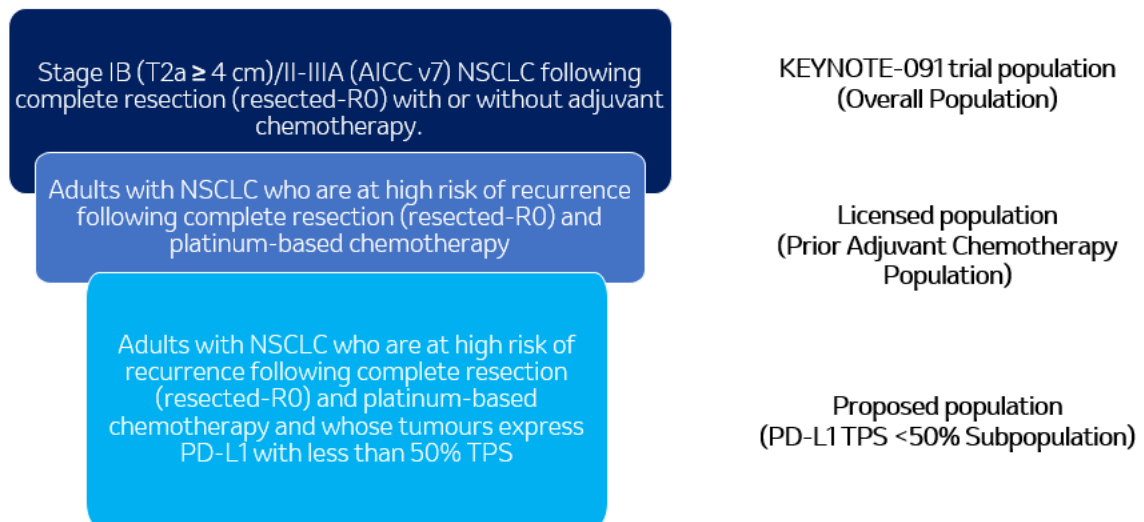 Stage IB (T2a ≥ 4 cm)/II-IIIA (AICC v7) NSCLC following
complete resection (resected-R0) with or without adjuvant
chemotherapy.
KEYNOTE-091 trial population
(Overall Population)
Adults with NSCLC who are at high risk of recurrence
following complete resection (resected-R0) and
platinum-based chemotherapy
Licensed population
(Prior Adjuvant Chemotherapy
Population)
Adults with NSCLC who are at high risk of
recurrence following complete resection
(resected-R0) and platinum-based
chemotherapy and whose tumours express
PD-L1 with less than 50% TPS
Proposed population
(PD-L1 TPS <50% Subpopulation)